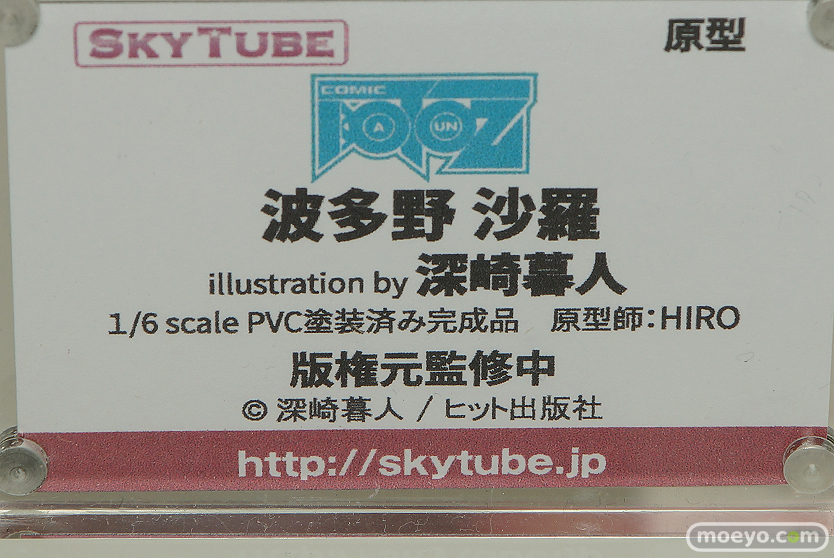 SKYTUBE
原型
COMIC
A UN
波多野 沙羅
illustration by 深崎暮人
1/6 scale PVC塗装済み完成品 原型師：HIRO
版権元監修中
© 深崎暮人 / ヒット出版社
http://skytube.jp
moeyo.com